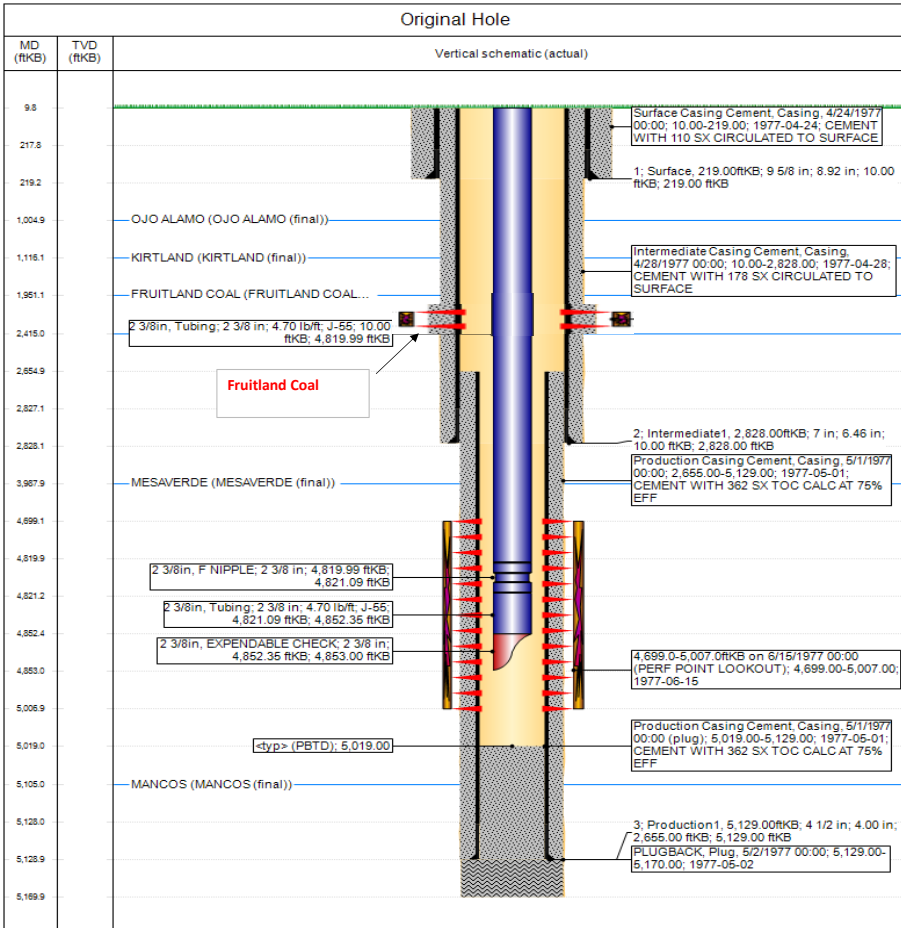 Original Hole
MD
(ftKB)
TVD
(ftKB)
Vertical schematic (actual)
9.8
217.8
219.2
1,004.9
1,116.1
1,951.1
2,415.0
2,654.9
2,827.1
2,828.1
3,987.9
4,699.1
4,819.9
4,821.2
4,852.4
4,853.0
5,006.9
5,019.0
5,105.0
5,128.0
5,128.9
5,169.9
OJO ALAMO (OJO ALAMO (final))
KIRTLAND (KIRTLAND (final))
FRUITLAND COAL (FRUITLAND COAL...
2 3/8in, Tubing; 2 3/8 in; 4.70 lb/ft; J-55; 10.00
ftKB; 4,819.99 ftKB
Fruitland Coal
MESAVERDE (MESAVERDE (final))
2 3/8in, F NIPPLE; 2 3/8 in; 4,819.99 ftKB;
4,821.09 ftKB
2 3/8in, Tubing; 2 3/8 in; 4.70 lb/ft; J-55;
4,821.09 ftKB; 4,852.35 ftKB
2 3/8in, EXPENDABLE CHECK; 2 3/8 in;
4,852.35 ftKB; 4,853.00 ftKB
<typ> (PBTD); 5,019.00
MANCOS (MANCOS (final))
Surface Casing Cement, Casing, 4/24/1977
00:00; 10.00-219.00; 1977-04-24; CEMENT
WITH 110 SX CIRCULATED TO SURFACE
1; Surface, 219.00ftKB; 9 5/8 in; 8.92 in; 10.00
ftKB; 219.00 ftKB
Intermediate Casing Cement, Casing,
4/28/1977 00:00; 10.00-2,828.00; 1977-04-28;
CEMENT WITH 178 SX CIRCULATED TO
SURFACE
2; Intermediate1, 2,828.00ftKB; 7 in; 6.46 in;
10.00 ftKB; 2,828.00 ftKB
Production Casing Cement, Casing, 5/1/1977
00:00; 2,655.00-5,129.00; 1977-05-01;
CEMENT WITH 362 SX TOC CALC AT 75%
EFF
4,699.0-5,007.0ftKB on 6/15/1977 00:00
(PERF POINT LOOKOUT); 4,699.00-5,007.00;
1977-06-15
Production Casing Cement, Casing, 5/1/1977
00:00 (plug); 5,019.00-5,129.00; 1977-05-01;
CEMENT WITH 362 SX TOC CALC AT 75%
EFF
3; Production1, 5,129.00ftKB; 4 1/2 in; 4.00 in;
2,655.00 ftKB; 5,129.00 ftKB
PLUGBACK, Plug, 5/2/1977 00:00; 5,129.00-
5,170.00; 1977-05-02